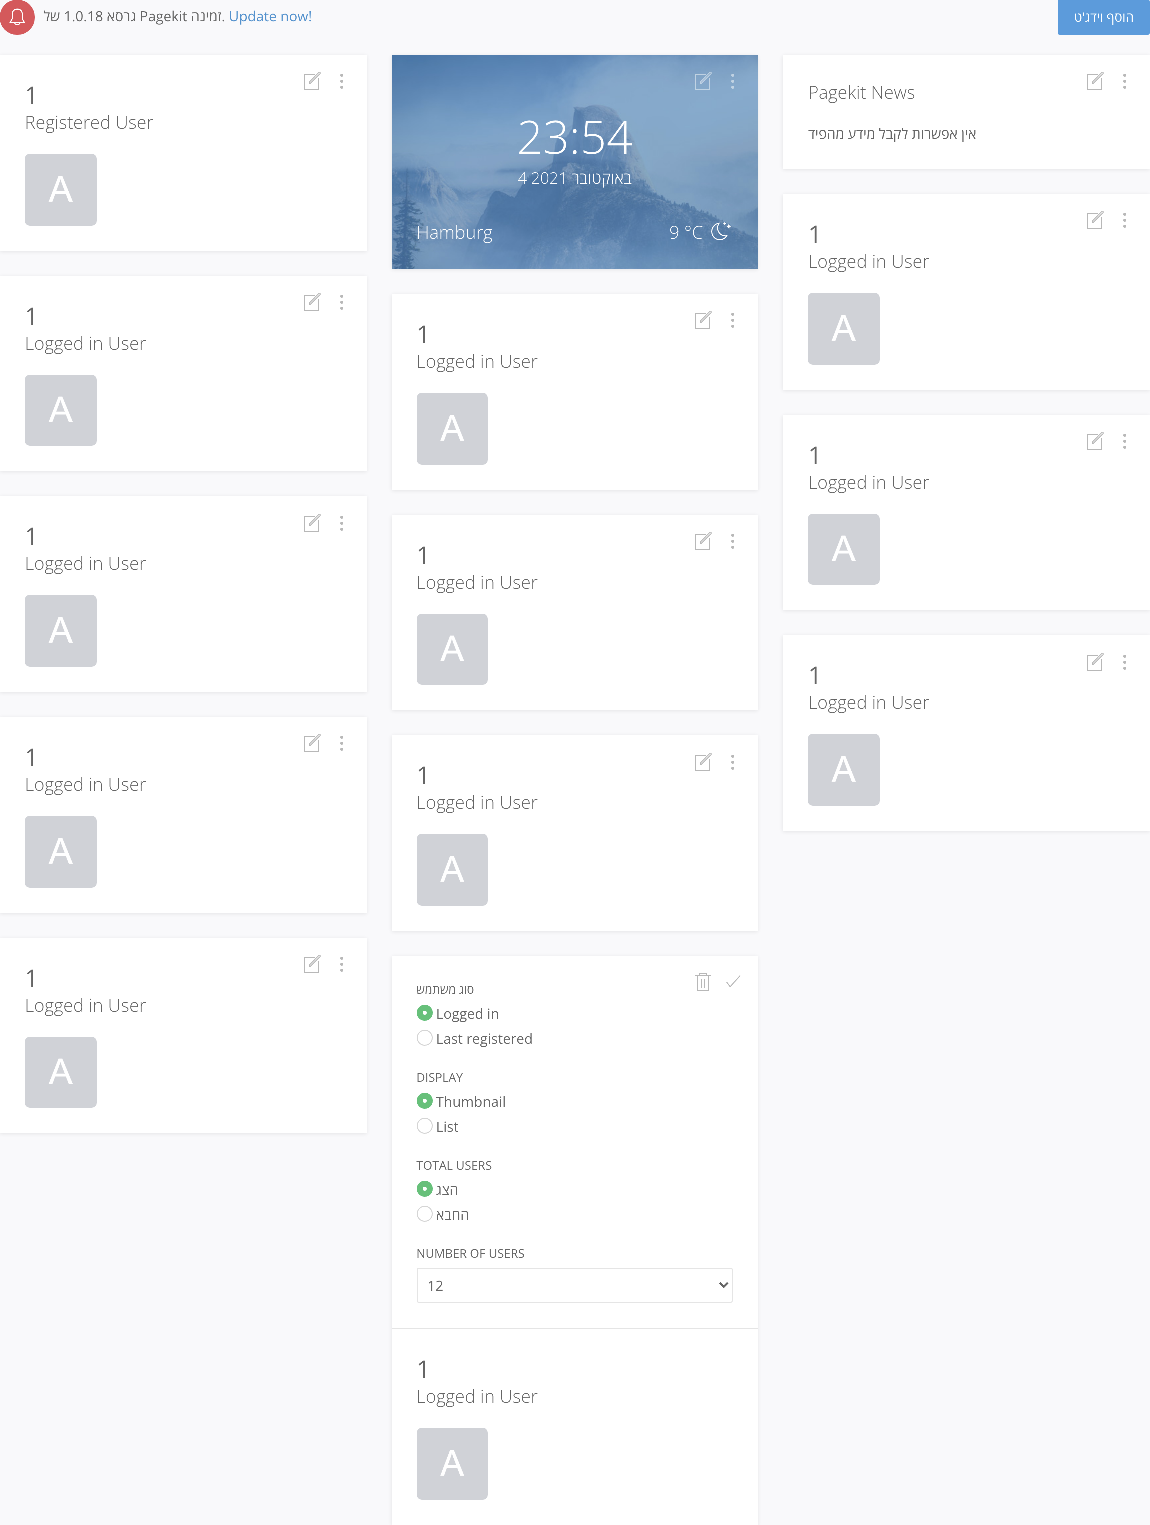 גרסא 1.0.18 של Pagekit זמינה. Update now!
הוסף וידג'ט
1
Registered User
A
1
Logged in User
A
1
Logged in User
A
1
Logged in User
A
1
Logged in User
A
23:54
4 באוקטובר 2021
Hamburg
9 °C
1
Logged in User
A
1
Logged in User
A
1
Logged in User
A
סוג משתמש
Logged in
Last registered
DISPLAY
Thumbnail
List
TOTAL USERS
הצג
החבא
NUMBER OF USERS
12
1
Logged in User
A
Pagekit News
אין אפשרות לקבל מידע מהפיד
1
Logged in User
A
1
Logged in User
A
1
Logged in User
A